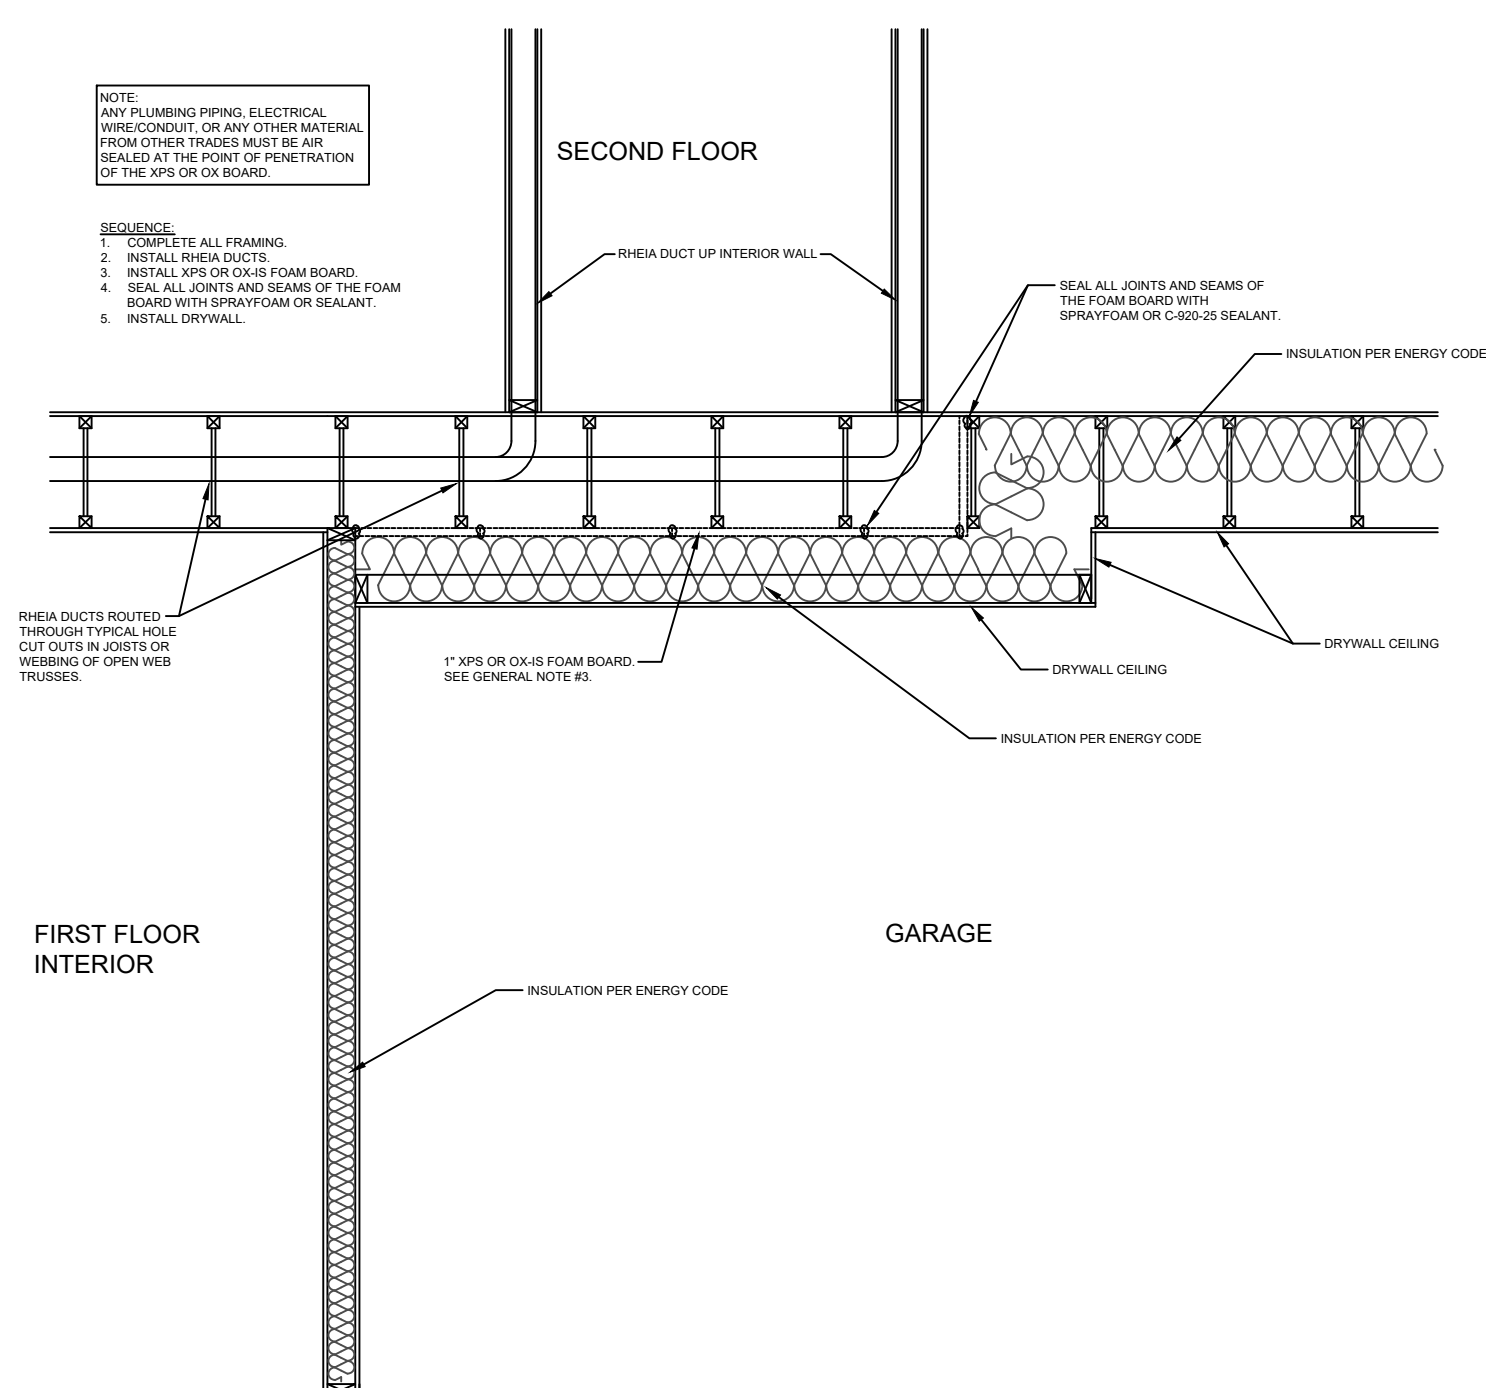 NOTE:
ANY PLUMBING PIPING, ELECTRICAL
WIRE/CONDUIT, OR ANY OTHER MATERIAL
FROM OTHER TRADES MUST BE AIR
SEALED AT THE POINT OF PENETRATION
OF THE XPS OR OX BOARD.
SECOND FLOOR
SEQUENCE:
1. COMPLETE ALL FRAMING.
2. INSTALL RHEIA DUCTS.
3. INSTALL XPS OR OX-IS FOAM BOARD.
4. SEAL ALL JOINTS AND SEAMS OF THE FOAM
BOARD WITH SPRAYFOAM OR SEALANT.
5. INSTALL DRYWALL.
RHEIA DUCT UP INTERIOR WALL
SEAL ALL JOINTS AND SEAMS OF
THE FOAM BOARD WITH
SPRAYFOAM OR C-920-25 SEALANT.
INSULATION PER ENERGY CODE
RHEIA DUCTS ROUTED
THROUGH TYPICAL HOLE
CUT OUTS IN JOISTS OR
WEBBING OF OPEN WEB
TRUSSES.
1" XPS OR OX-IS FOAM BOARD.
SEE GENERAL NOTE #3.
DRYWALL CEILING
DRYWALL CEILING
INSULATION PER ENERGY CODE
FIRST FLOOR
INTERIOR
GARAGE
INSULATION PER ENERGY CODE